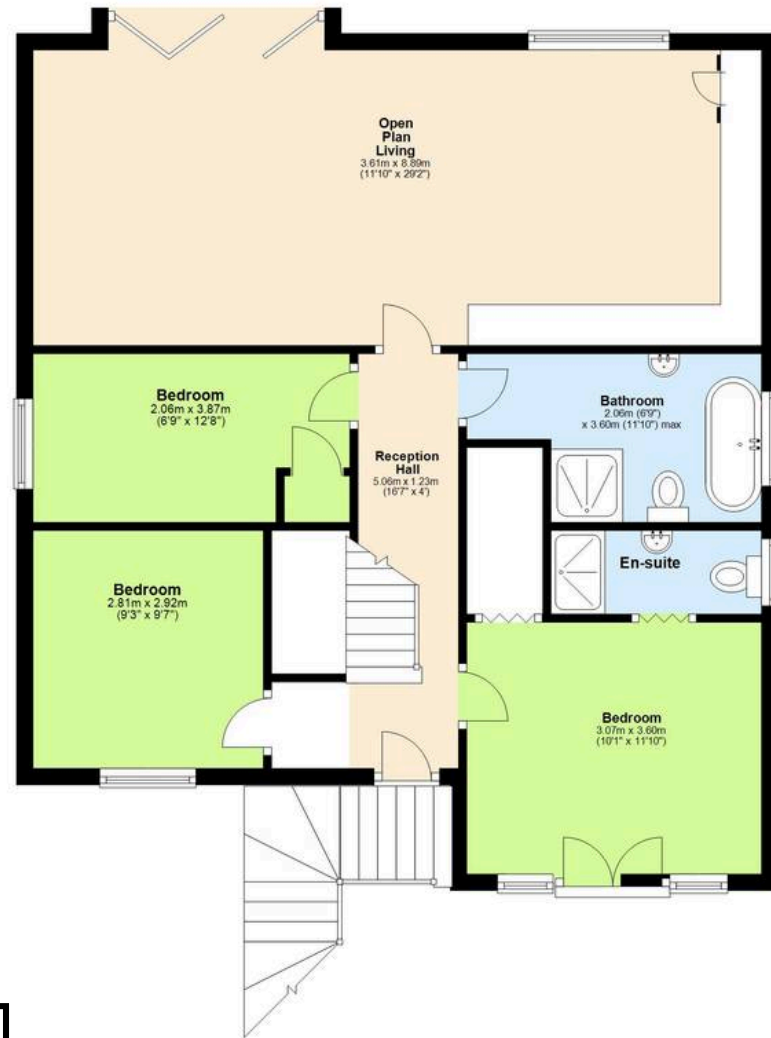 Open
Plan
Living
3.61m x 8.89m
(11'10" x 29'2")
Bedroom
2.06m x 3.87m
(6'9" x 12'8")
Bathroom
2.06m (6'9")
x 3.60m (11'10") max
Reception
Hall
5.06m x 1.23m
(16'7" x 4')
En-suite
Bedroom
2.81m x 2.92m
(9'3" x 9'7")
Bedroom
3.07m x 3.60m
(10'1" x 11'10")